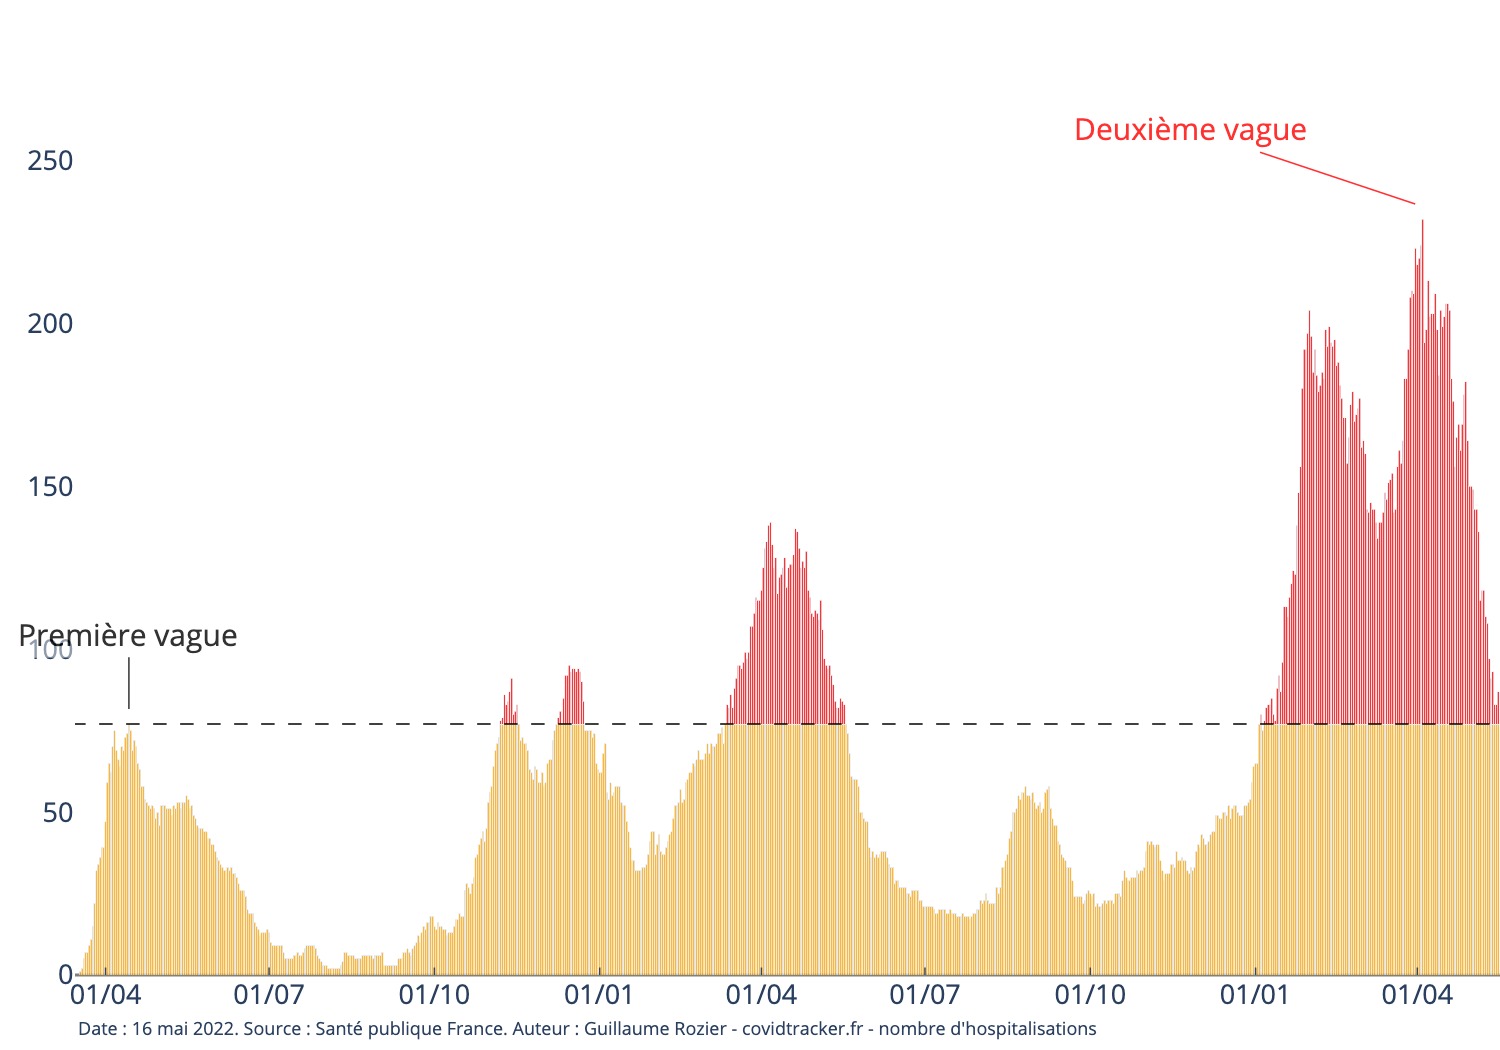 Deuxième vague
250
200
150
Première vague
100
50
0
01/04 01/07 01/10 01/01 01/04 01/07 01/10 01/01 01/04
Date : 16 mai 2022. Source : Santé publique France. Auteur : Guillaume Rozier - covidtracker.fr - nombre d'hospitalisations